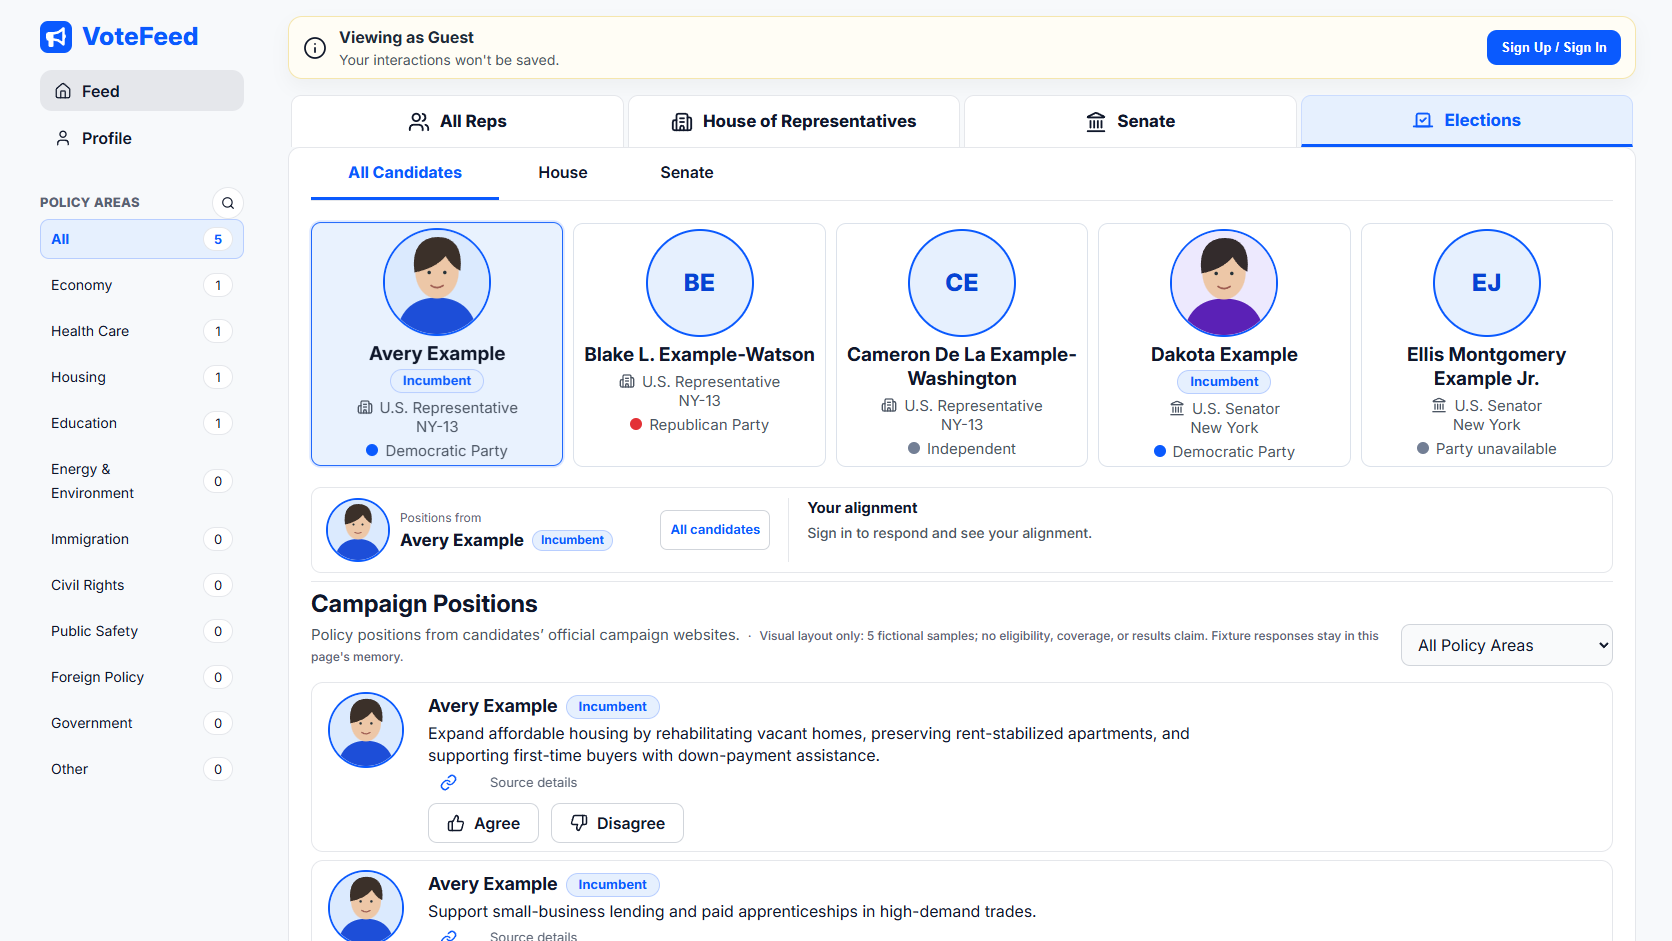 VoteFeed
Feed
Profile
POLICY AREAS
All 5
Economy 1
Health Care 1
Housing 1
Education 1
Energy &
Environment 0
Immigration 0
Civil Rights 0
Public Safety 0
Foreign Policy 0
Government 0
Other 0
Viewing as Guest
Your interactions won't be saved.
Sign Up / Sign In
All Reps
House of Representatives
Senate
Elections
All Candidates
House
Senate
Avery Example
Incumbent
U.S. Representative
NY-13
Democratic Party
BE
Blake L. Example-Watson
U.S. Representative
NY-13
Republican Party
CE
Cameron De La Example-
Washington
U.S. Representative
NY-13
Independent
Dakota Example
Incumbent
U.S. Senator
New York
Democratic Party
EJ
Ellis Montgomery
Example Jr.
U.S. Senator
New York
Party unavailable
Positions from
Avery Example Incumbent
All candidates
Your alignment
Sign in to respond and see your alignment.
Campaign Positions
Policy positions from candidates’ official campaign websites. · Visual layout only: 5 fictional samples; no eligibility, coverage, or results claim. Fixture responses stay in this
page's memory.
All Policy Areas
Avery Example Incumbent
Expand affordable housing by rehabilitating vacant homes, preserving rent-stabilized apartments, and
supporting first-time buyers with down-payment assistance.
Source details
Agree
Disagree
Avery Example Incumbent
Support small-business lending and paid apprenticeships in high-demand trades.
Source details